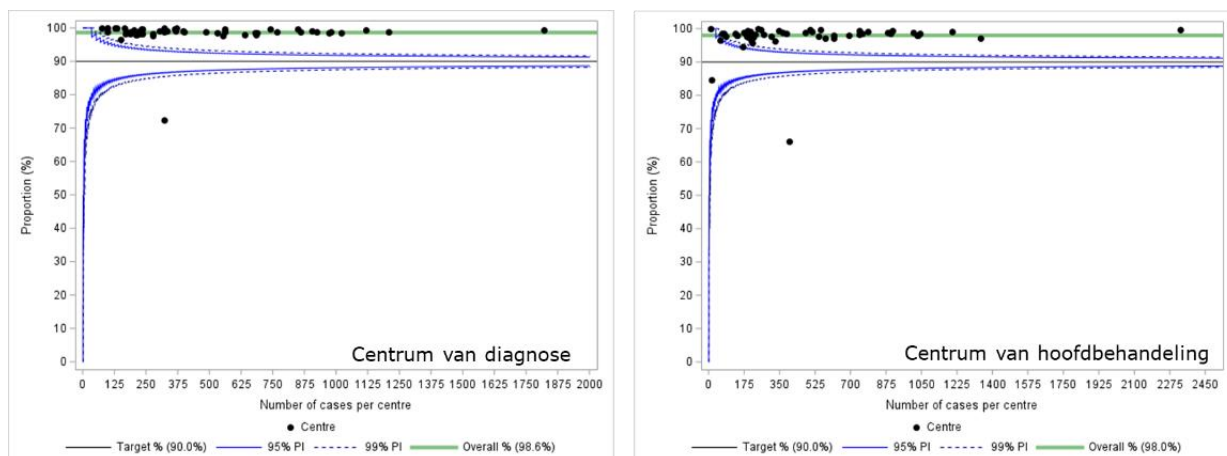 100
90
80
70
60
50
40
30
20
10
0
Proportion (%)
Centrum van diagnose
0 125 250 375 500 625 750 875 1000 1125 1250 1375 1500 1625 1750 1875 2000
Number of cases per centre
● Centre
Target % (90.0%) 95% PI 99% PI Overall % (98.6%)
100
90
80
70
60
50
40
30
20
10
0
Proportion (%)
Centrum van hoofdbehandeling
0 175 350 525 700 875 1050 1225 1400 1575 1750 1925 2100 2275 2450
Number of cases per centre
● Centre
Target % (90.0%) 95% PI 99% PI Overall % (98.0%)